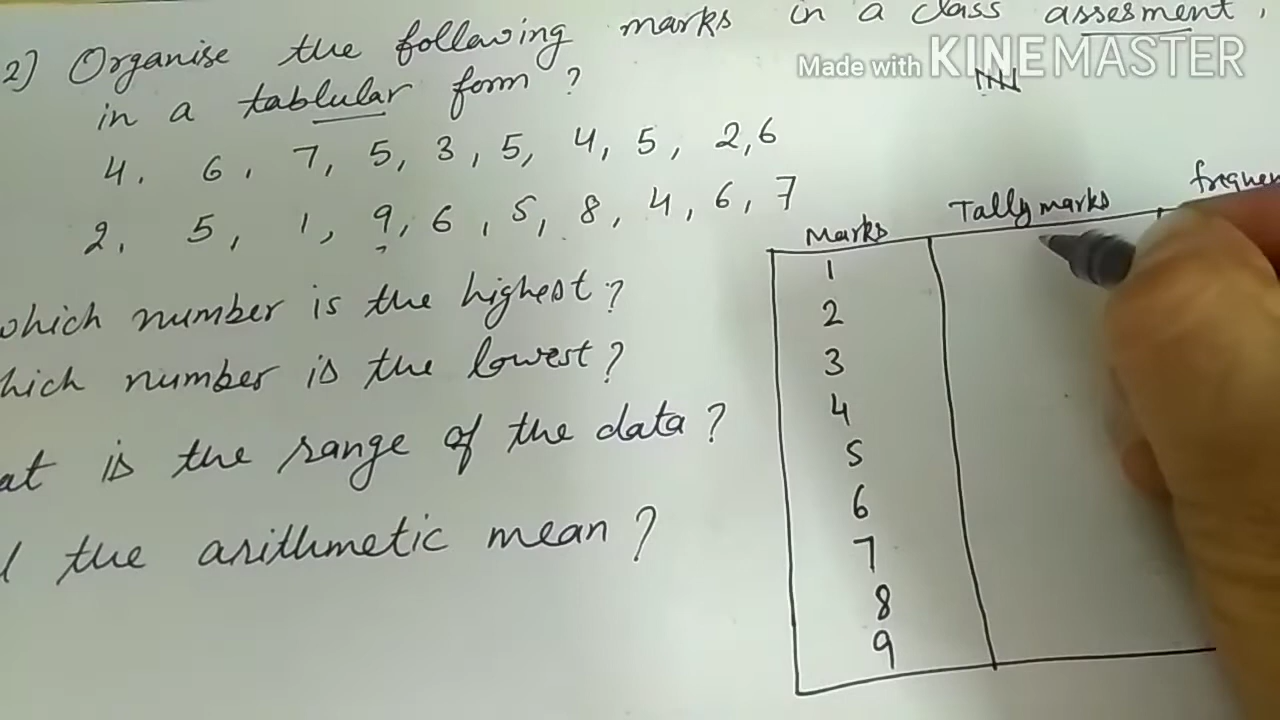 2) Organise the following marks in a class assesment,
in a tablular form ?
4, 6, 7, 5, 3, 5, 4, 5, 2, 6
2, 5, 1, 9, 6, 5, 8, 4, 6, 7
which number is the highest?
hich number is the lowest?
at is the range of the data?
the arithmetic mean?
Made with KINEMASTER
Marks Tally marks frequen
1
2
3
4
5
6
7
8
9